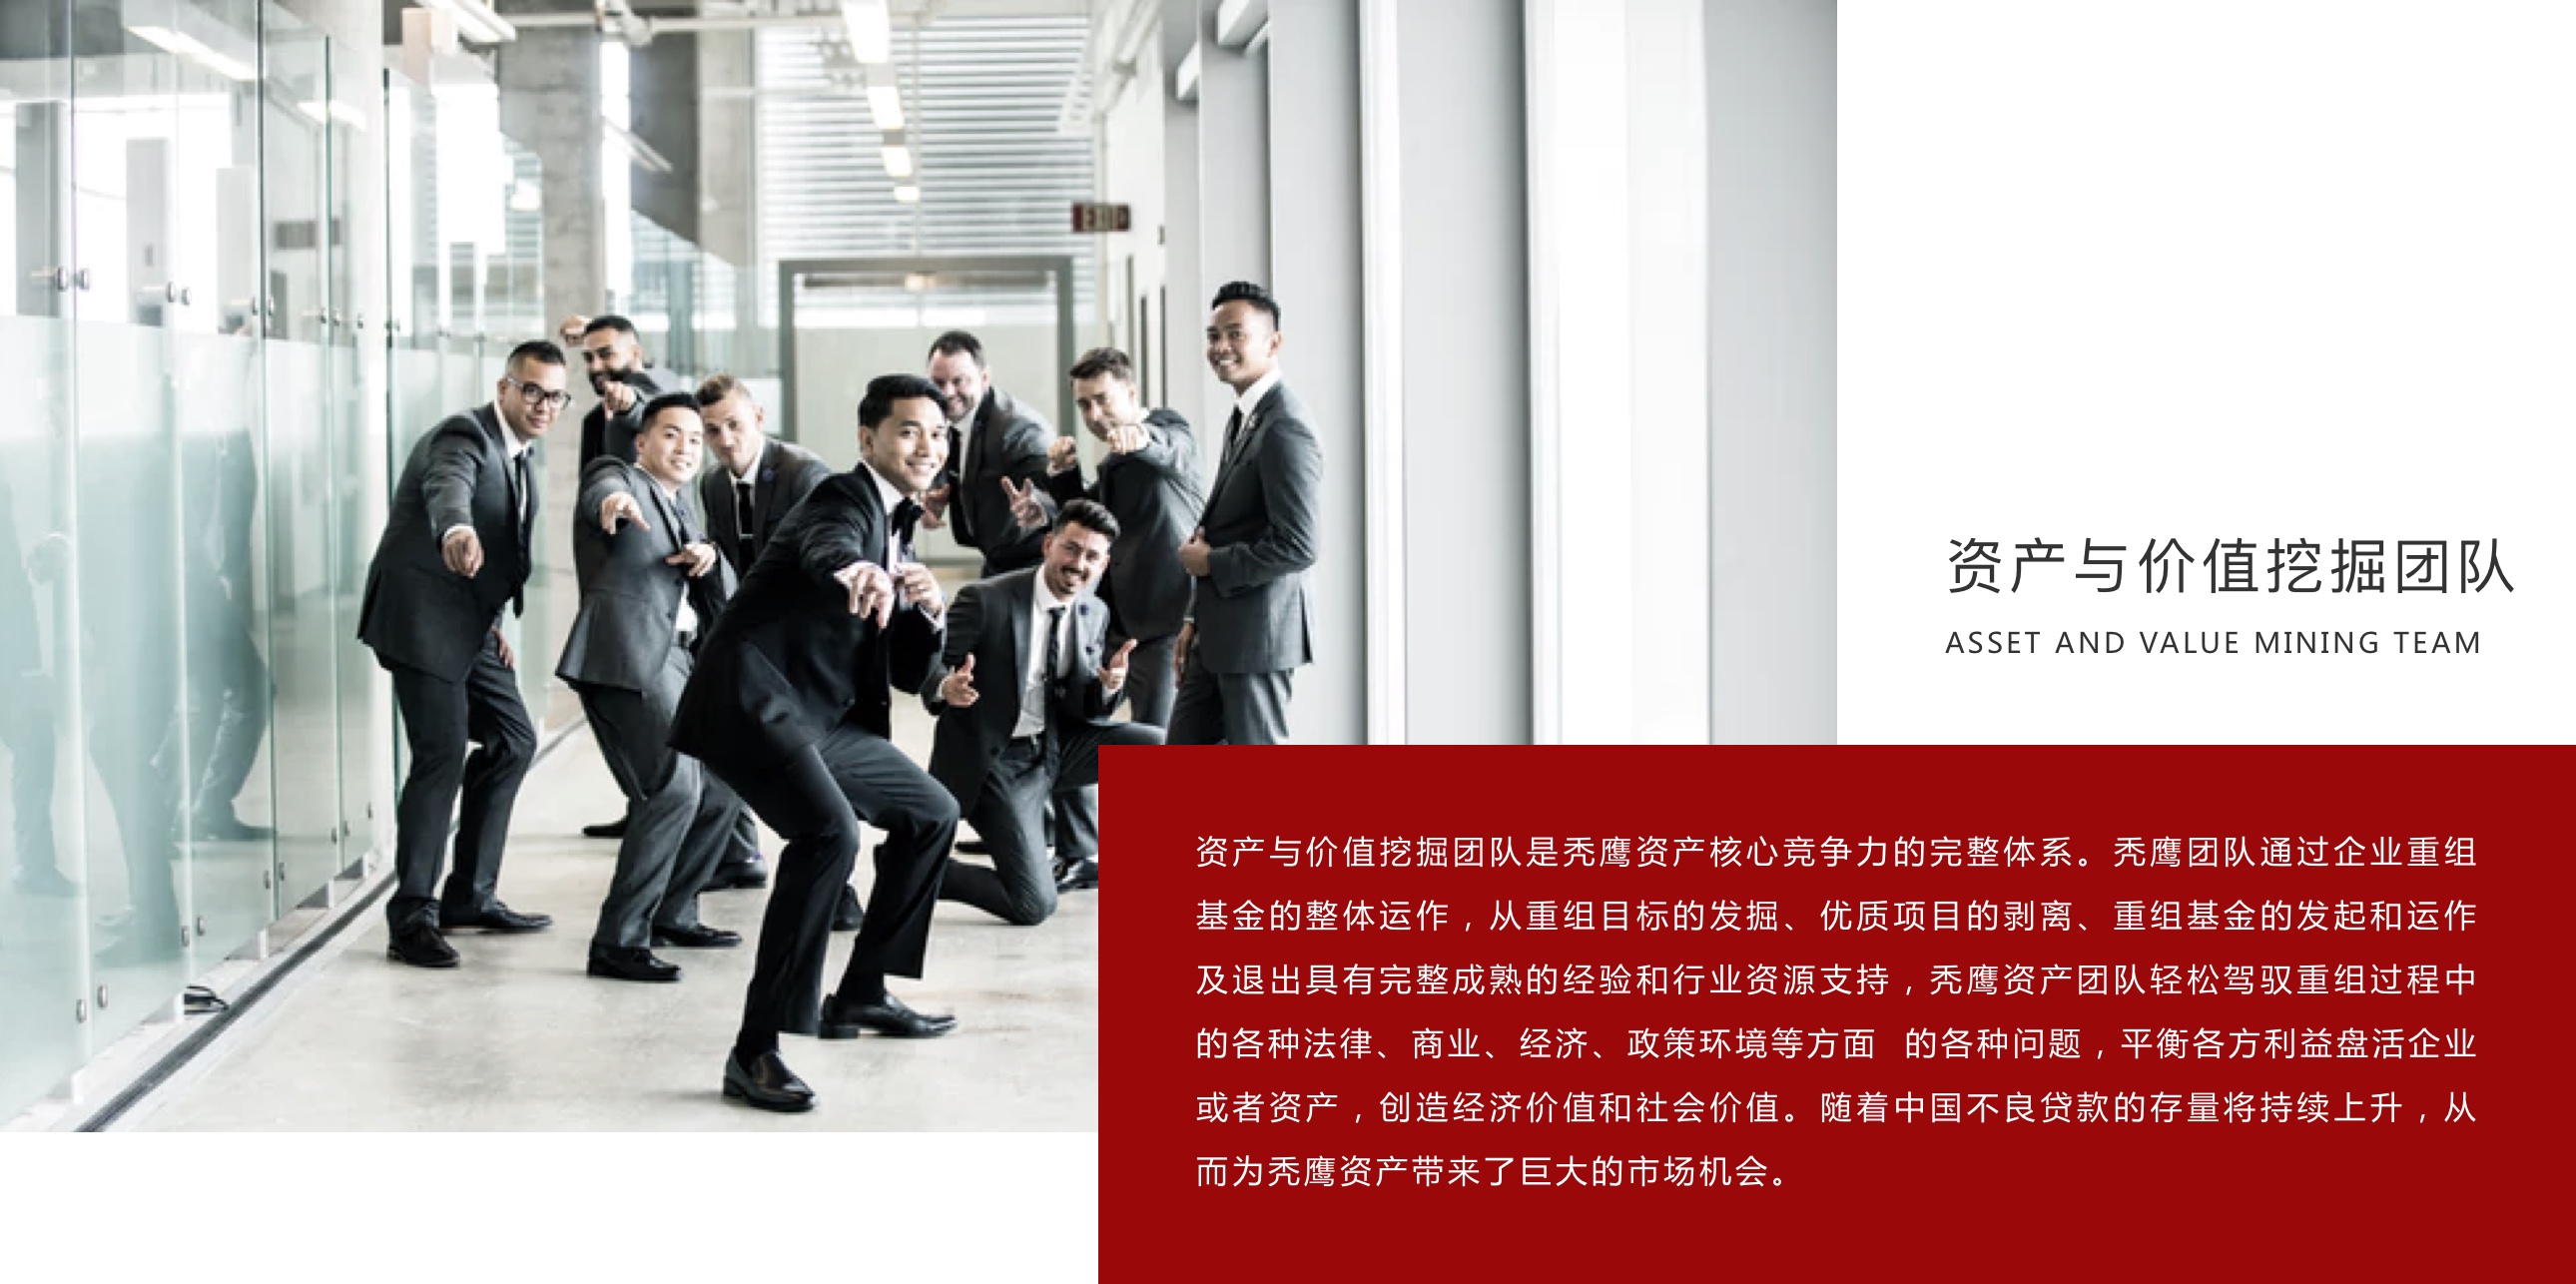 EXIT
资产与价值挖掘团队
ASSET AND VALUE MINING TEAM
资产与价值挖掘团队是秃鹰资产核心竞争力的完整体系。秃鹰团队通过企业重组
基金的整体运作，从重组目标的发掘、优质项目的剥离、重组基金的发起和运作
及退出具有完整成熟的经验和行业资源支持，秃鹰资产团队轻松驾驭重组过程中
的各种法律、商业、经济、政策环境等方面 的各种问题，平衡各方利益盘活企业
或者资产，创造经济价值和社会价值。随着中国不良贷款的存量将持续上升，从
而为秃鹰资产带来了巨大的市场机会。